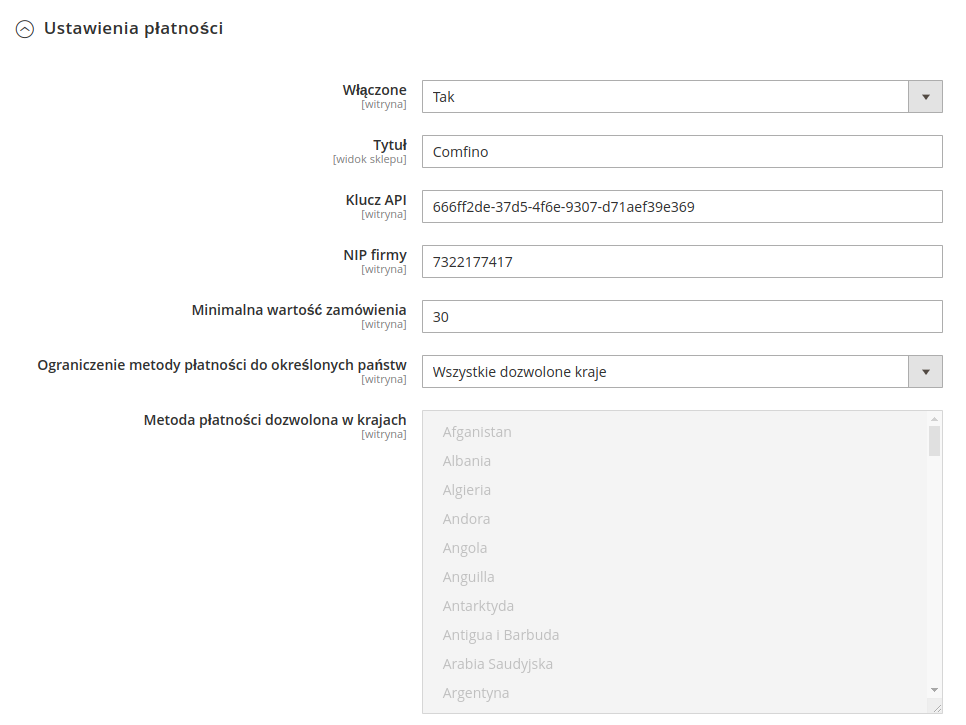 Ustawienia płatności
Włączone
[witryna]
Tak
Tytuł
[widok sklepu]
Comfino
Klucz API
[witryna]
666ff2de-37d5-4f6e-9307-d71aef39e369
NIP firmy
[witryna]
7322177417
Minimalna wartość zamówienia
[witryna]
30
Ograniczenie metody płatności do określonych państw
[witryna]
Wszystkie dozwolone kraje
Metoda płatności dozwolona w krajach
[witryna]
Afganistan
Albania
Algieria
Andora
Angola
Anguilla
Antarktyda
Antigua i Barbuda
Arabia Saudyjska
Argentyna